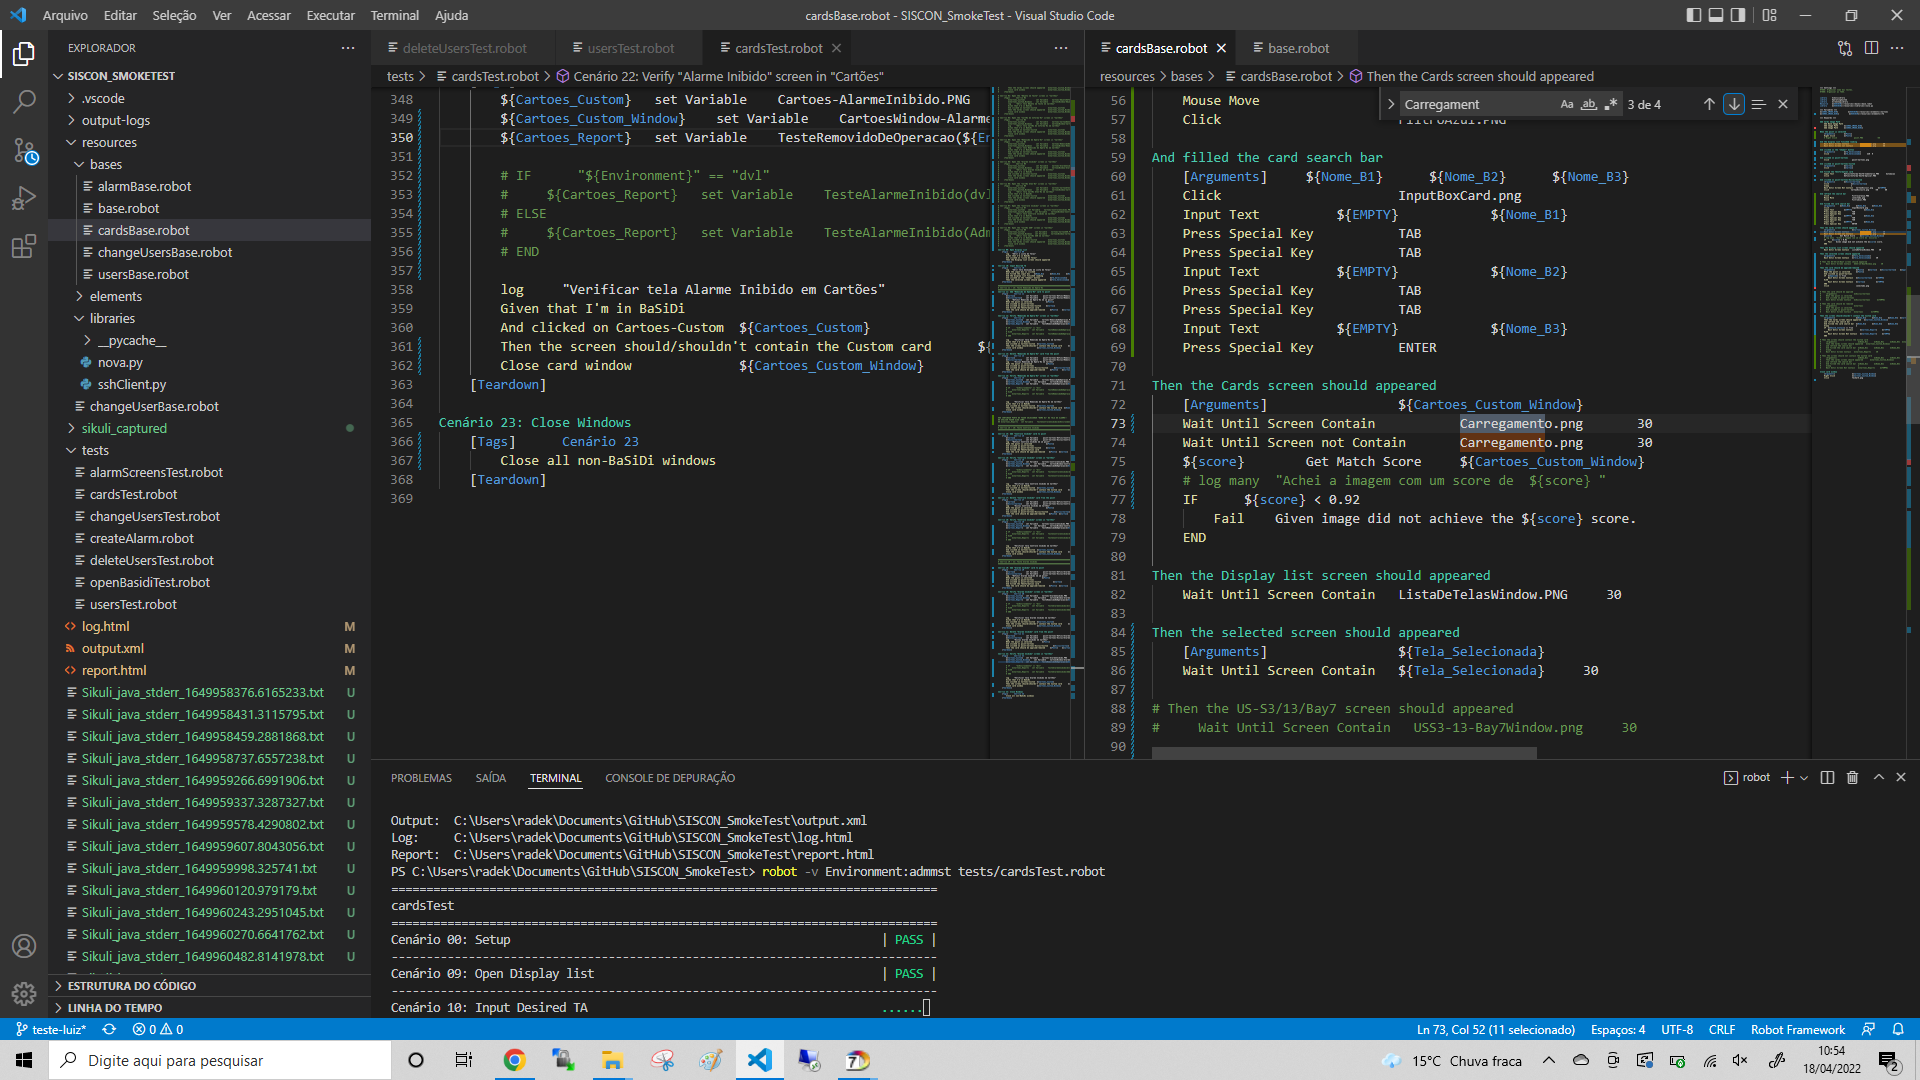 Arquivo Editar Seleção Ver Acessar Executar Terminal Ajuda
cardsBase.robot - SISCON_SmokeTest - Visual Studio Code
EXPLORADOR
SISCON_SMOKETEST
.vscode
output-logs
resources
bases
alarmBase.robot
base.robot
cardsBase.robot
changeUsersBase.robot
usersBase.robot
elements
libraries
__pycache__
nova.py
sshClient.py
changeUserBase.robot
sikuli_captured
tests
alarmScreensTest.robot
cardsTest.robot
changeUsersTest.robot
createAlarm.robot
deleteUsersTest.robot
openBasidiTest.robot
usersTest.robot
log.html M
output.xml M
report.html M
Sikuli_java_stderr_1649958376.6165233.txt U
Sikuli_java_stderr_1649958431.3115795.txt U
Sikuli_java_stderr_1649958459.2881868.txt U
Sikuli_java_stderr_1649958737.6557238.txt U
Sikuli_java_stderr_1649959266.6991906.txt U
Sikuli_java_stderr_1649959337.3287327.txt U
Sikuli_java_stderr_1649959578.4290802.txt U
Sikuli_java_stderr_1649959607.8043056.txt U
Sikuli_java_stderr_1649959998.325741.txt U
Sikuli_java_stderr_1649960120.979179.txt U
Sikuli_java_stderr_1649960243.2951045.txt U
Sikuli_java_stderr_1649960270.6641762.txt U
Sikuli_java_stderr_1649960482.8141978.txt U
ESTRUTURA DO CÓDIGO
LINHA DO TEMPO
deleteUsersTest.robot usersTest.robot cardsTest.robot
tests > cardsTest.robot > Cenário 22: Verify "Alarme Inibido" screen in "Cartões"
348 ${Cartoes_Custom} set Variable Cartoes-AlarmeInibido.PNG
349 ${Cartoes_Custom_Window} set Variable CartoesWindow-Alarme
350 ${Cartoes_Report} set Variable TesteRemovidoDeOperacao(${En
351
352 # IF "${Environment}" == "dvl"
353 # ${Cartoes_Report} set Variable TesteAlarmeInibido(dvl
354 # ELSE
355 # ${Cartoes_Report} set Variable TesteAlarmeInibido(Adm
356 # END
357
358 log "Verificar tela Alarme Inibido em Cartões"
359 Given that I'm in BaSiDi
360 And clicked on Cartoes-Custom ${Cartoes_Custom}
361 Then the screen should/shouldn't contain the Custom card ${
362 Close card window ${Cartoes_Custom_Window}
363 [Teardown]
364
365 Cenário 23: Close Windows
366 [Tags] Cenário 23
367 Close all non-BaSiDi windows
368 [Teardown]
369
cardsBase.robot base.robot
resources > bases > cardsBase.robot > Then the Cards screen should appeared
Carregamento Aa ab 3 de 4
56 Mouse Move
57 Click FiltroAzul.PNG
58
59 And filled the card search bar
60 [Arguments] ${Nome_B1} ${Nome_B2} ${Nome_B3}
61 Click InputBoxCard.png
62 Input Text ${EMPTY} ${Nome_B1}
63 Press Special Key TAB
64 Press Special Key TAB
65 Input Text ${EMPTY} ${Nome_B2}
66 Press Special Key TAB
67 Press Special Key TAB
68 Input Text ${EMPTY} ${Nome_B3}
69 Press Special Key ENTER
70
71 Then the Cards screen should appeared
72 [Arguments] ${Cartoes_Custom_Window}
73 Wait Until Screen Contain Carregamento.png 30
74 Wait Until Screen not Contain Carregamento.png 30
75 ${score} Get Match Score ${Cartoes_Custom_Window}
76 # log many "Achei a imagem com um score de ${score} "
77 IF ${score} < 0.92
78 Fail Given image did not achieve the ${score} score.
79 END
80
81 Then the Display list screen should appeared
82 Wait Until Screen Contain ListaDeTelasWindow.PNG 30
83
84 Then the selected screen should appeared
85 [Arguments] ${Tela_Selecionada}
86 Wait Until Screen Contain ${Tela_Selecionada} 30
87
88 # Then the US-S3/13/Bay7 screen should appeared
89 # Wait Until Screen Contain USS3-13-Bay7Window.png 30
90
PROBLEMAS SAÍDA TERMINAL CONSOLE DE DEPURAÇÃO
robot
Output: C:\Users\radek\Documents\GitHub\SISCON_SmokeTest\output.xml
Log: C:\Users\radek\Documents\GitHub\SISCON_SmokeTest\log.html
Report: C:\Users\radek\Documents\GitHub\SISCON_SmokeTest\report.html
PS C:\Users\radek\Documents\GitHub\SISCON_SmokeTest> robot -v Environment:admmst tests/cardsTest.robot
==============================================================================
cardsTest
==============================================================================
Cenário 00: Setup | PASS |
------------------------------------------------------------------------------
Cenário 09: Open Display list | PASS |
------------------------------------------------------------------------------
Cenário 10: Input Desired TA ......
teste-luiz* 0 0
Ln 73, Col 52 (11 selecionado) Espaços: 4 UTF-8 CRLF Robot Framework
Digite aqui para pesquisar
15°C Chuva fraca
10:54
18/04/2022
2